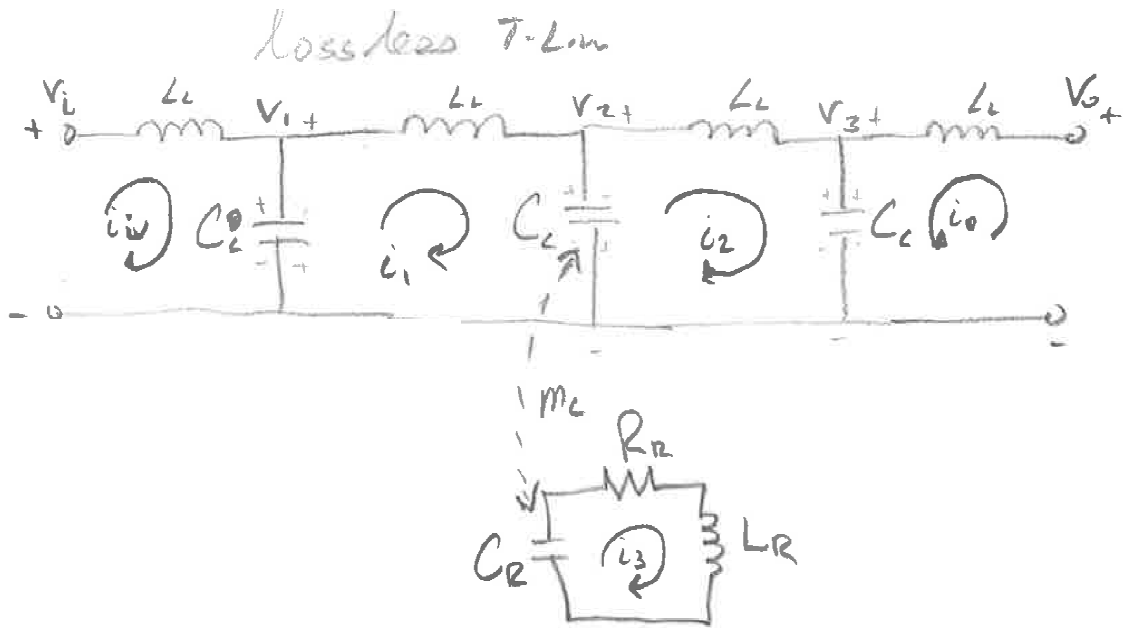 lossless T-Line
Vi LL V1+ LL V2+ LL V3+ LL Vo
+ +
iin CL i1 CL i2 CL io
- - - -
mc
RR
CR i3 LR